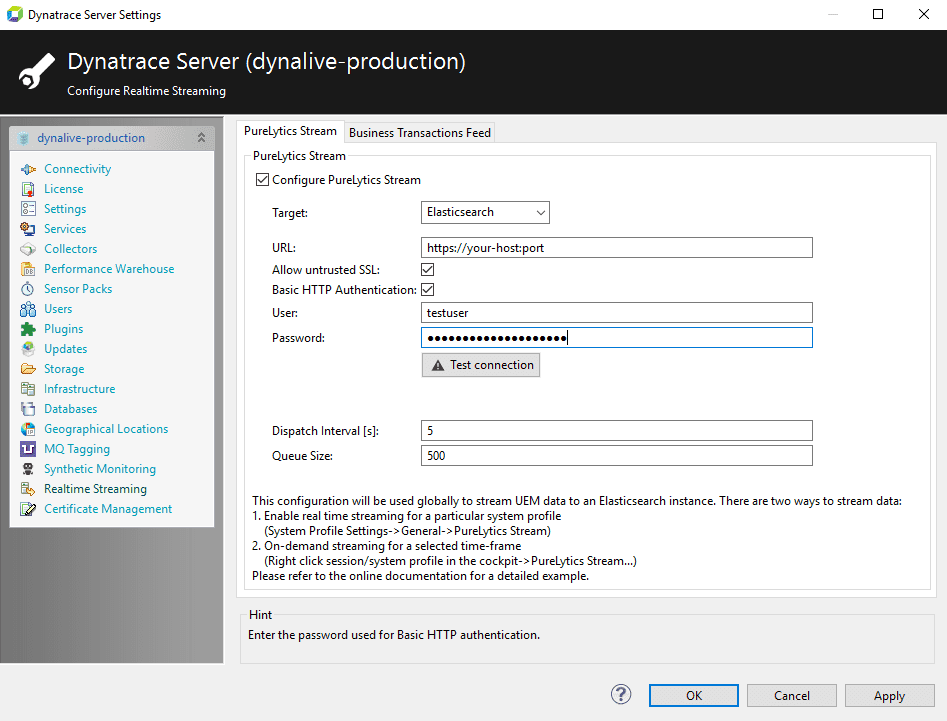 Dynatrace Server Settings
Dynatrace Server (dynalive-production)
Configure Realtime Streaming
dynalive-production
Connectivity
License
Settings
Services
Collectors
Performance Warehouse
Sensor Packs
Users
Plugins
Updates
Storage
Infrastructure
Databases
Geographical Locations
MQ Tagging
Synthetic Monitoring
Realtime Streaming
Certificate Management
PureLytics Stream
Business Transactions Feed
PureLytics Stream
Configure PureLytics Stream
Target: Elasticsearch
URL: https://your-host:port
Allow untrusted SSL:
Basic HTTP Authentication:
User: testuser
Password: ●●●●●●●●●●●●●●●●●●●●
Test connection
Dispatch Interval [s]: 5
Queue Size: 500
This configuration will be used globally to stream UEM data to an Elasticsearch instance. There are two ways to stream data:
1. Enable real time streaming for a particular system profile
(System Profile Settings->General->PureLytics Stream)
2. On-demand streaming for a selected time-frame
(Right click session/system profile in the cockpit->PureLytics Stream...)
Please refer to the online documentation for a detailed example.
Hint
Enter the password used for Basic HTTP authentication.
?
OK
Cancel
Apply